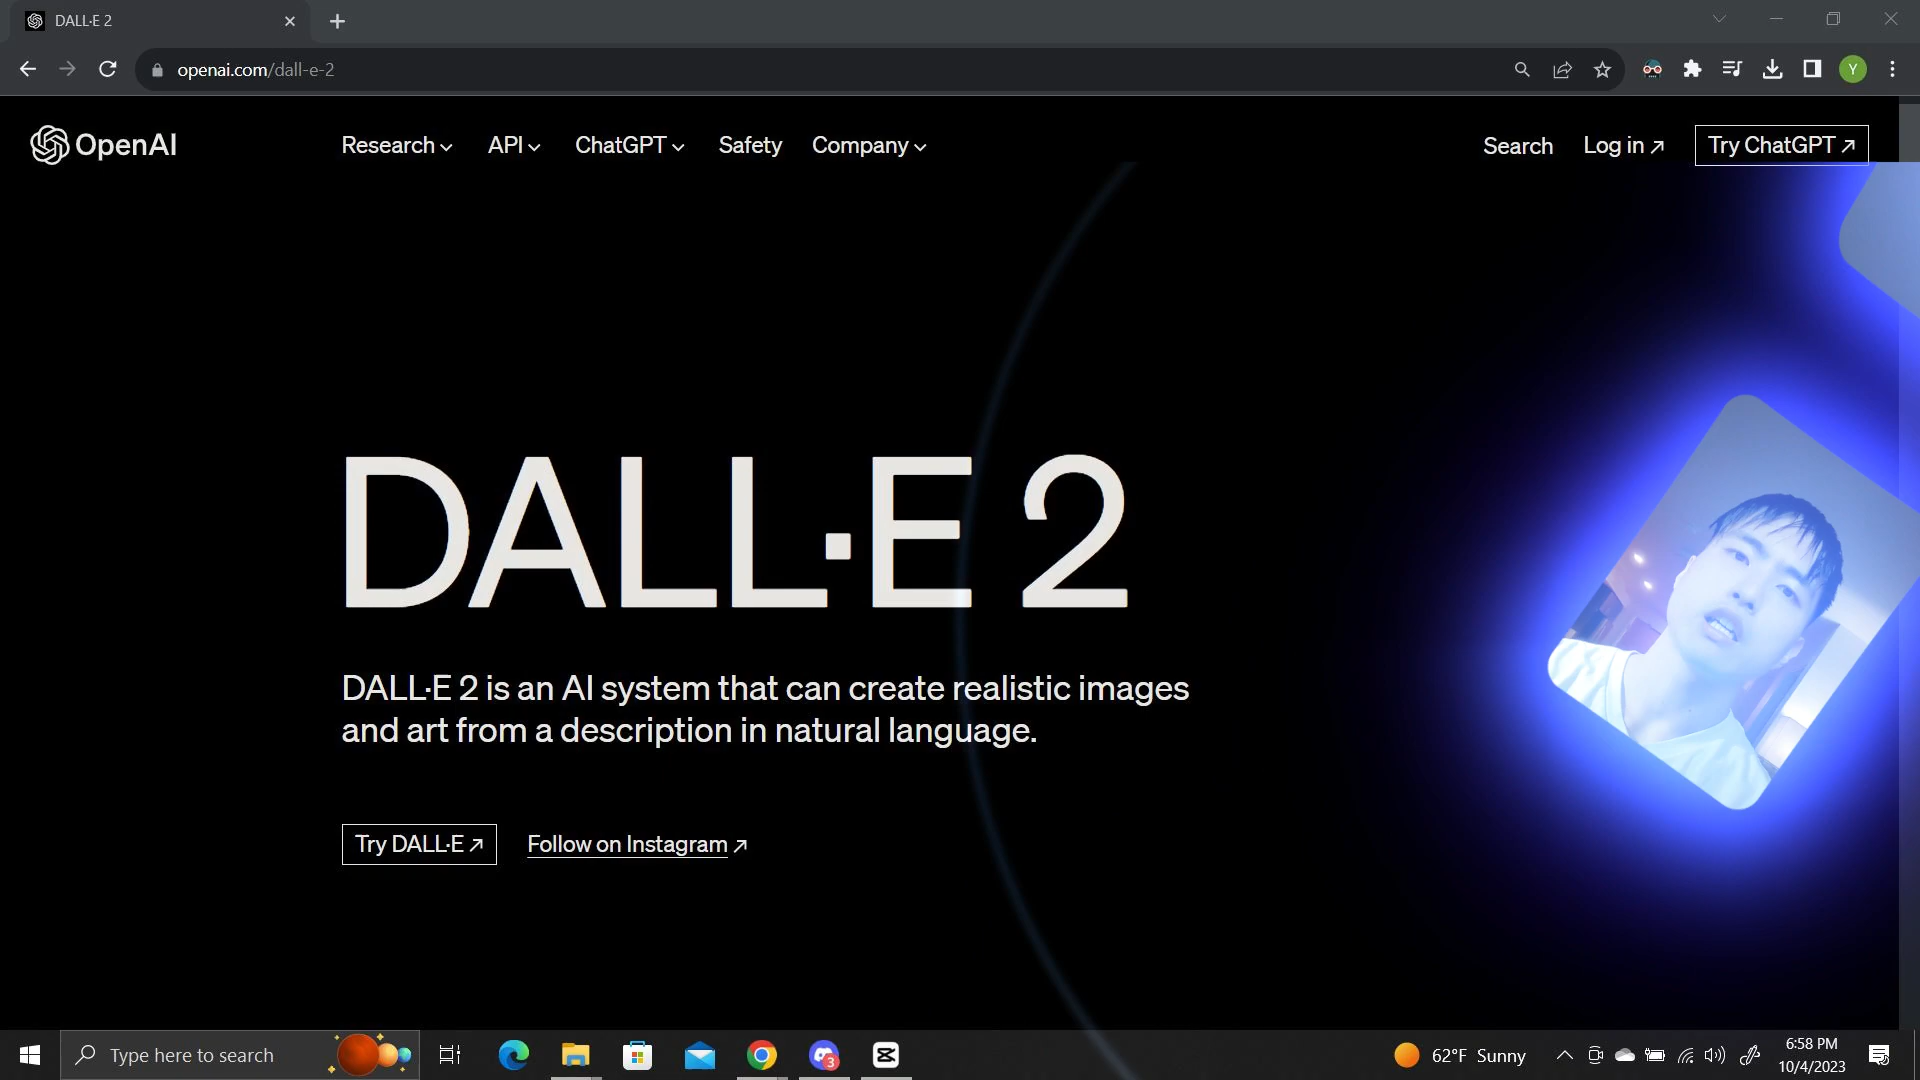 DALL·E 2
openai.com/dall-e-2
Y
OpenAI
Research
API
ChatGPT
Safety
Company
Search
Log in
Try ChatGPT
DALL·E 2
DALL·E 2 is an AI system that can create realistic images
and art from a description in natural language.
Try DALL·E
Follow on Instagram
Type here to search
3
62°F Sunny
6:58 PM
10/4/2023